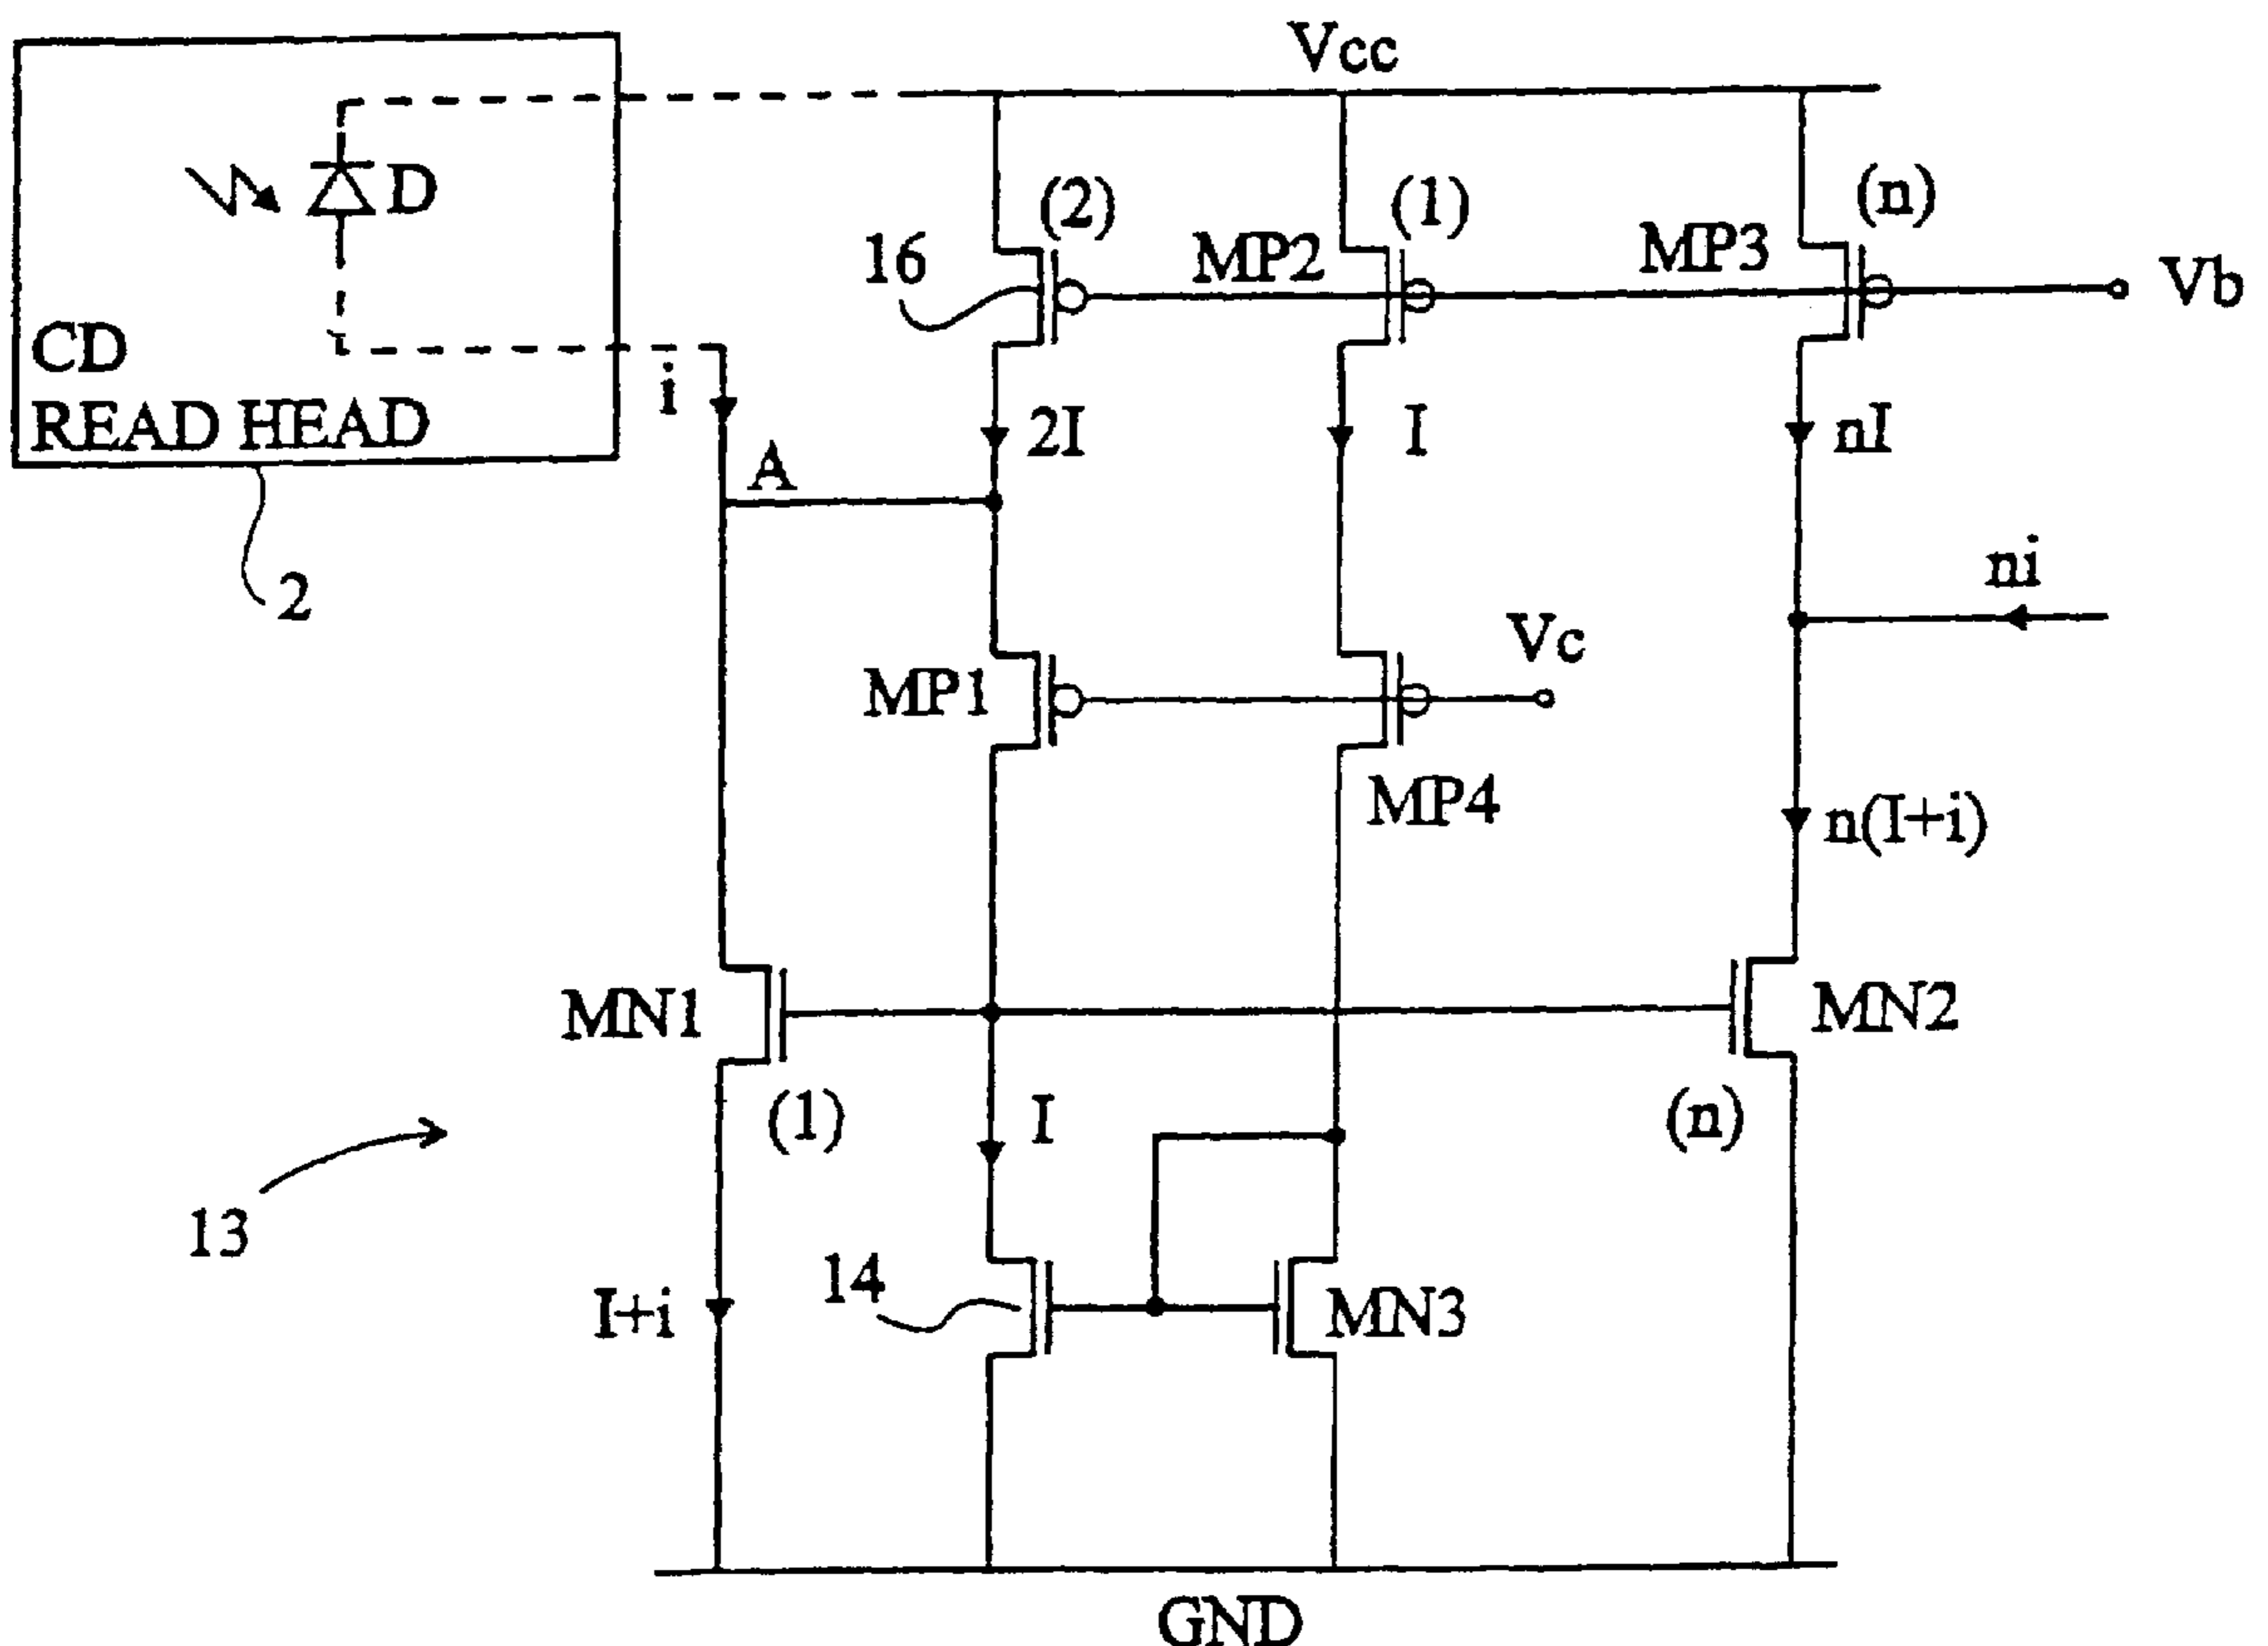 Vcc
D
(2)
(1)
(n)
16
MP2
MP3
Vb
CD
READ HEAD
i
2I
I
nI
A
2
ni
MP1
Vc
MP4
n(I+i)
MN1
MN2
(1)
I
(n)
13
14
I+i
MN3
GND